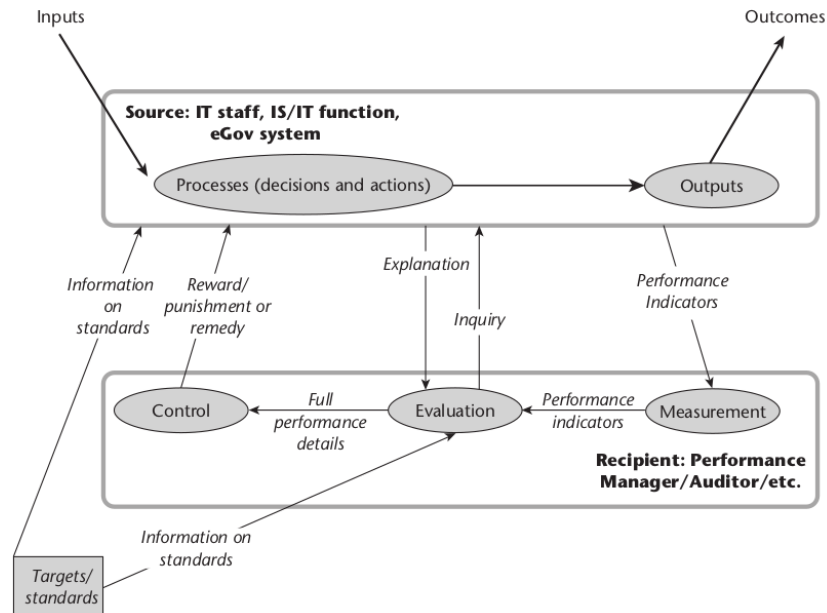 Inputs
Outcomes
Source: IT staff, IS/IT function,
eGov system
Processes (decisions and actions)
Outputs
Information
on
standards
Reward/
punishment or
remedy
Explanation
Inquiry
Performance
Indicators
Control
Full
performance
details
Evaluation
Performance
indicators
Measurement
Recipient: Performance
Manager/Auditor/etc.
Information on
standards
Targets/
standards